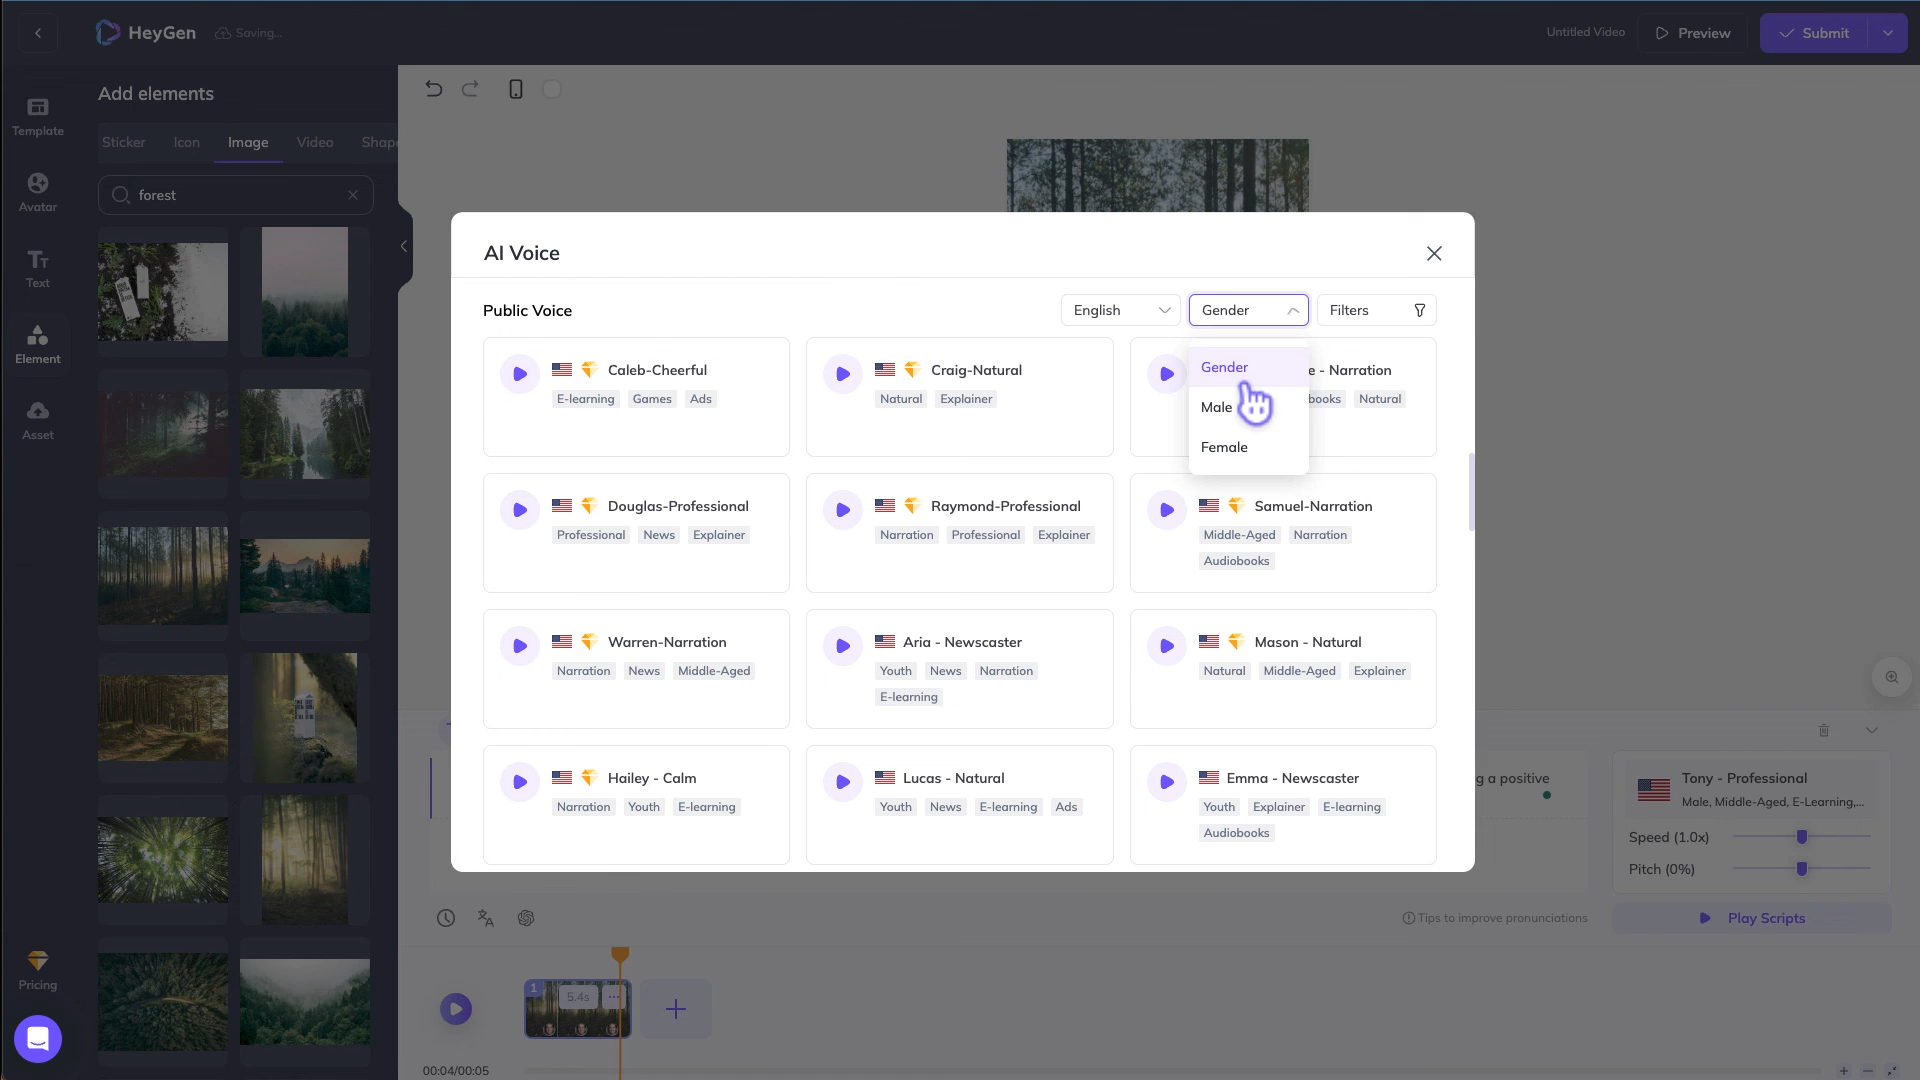 HeyGen
Saving...
Untitled Video
Preview
Submit
Add elements
Template
Avatar
Text
Element
Asset
Pricing
Sticker
Icon
Image
Video
Shape
forest
AI Voice
Public Voice
English
Gender
Filters
Gender
Male
Female
Caleb-Cheerful
E-learning
Games
Ads
Craig-Natural
Natural
Explainer
e - Narration
books
Natural
Douglas-Professional
Professional
News
Explainer
Raymond-Professional
Narration
Professional
Explainer
Samuel-Narration
Middle-Aged
Narration
Audiobooks
Warren-Narration
Narration
News
Middle-Aged
Aria - Newscaster
Youth
News
Narration
E-learning
Mason - Natural
Natural
Middle-Aged
Explainer
Hailey - Calm
Narration
Youth
E-learning
Lucas - Natural
Youth
News
E-learning
Ads
Emma - Newscaster
Youth
Explainer
E-learning
Audiobooks
g a positive
Tony - Professional
Male, Middle-Aged, E-Learning,...
Speed (1.0x)
Pitch (0%)
Tips to improve pronunciations
Play Scripts
1
5.4s
00:04/00:05